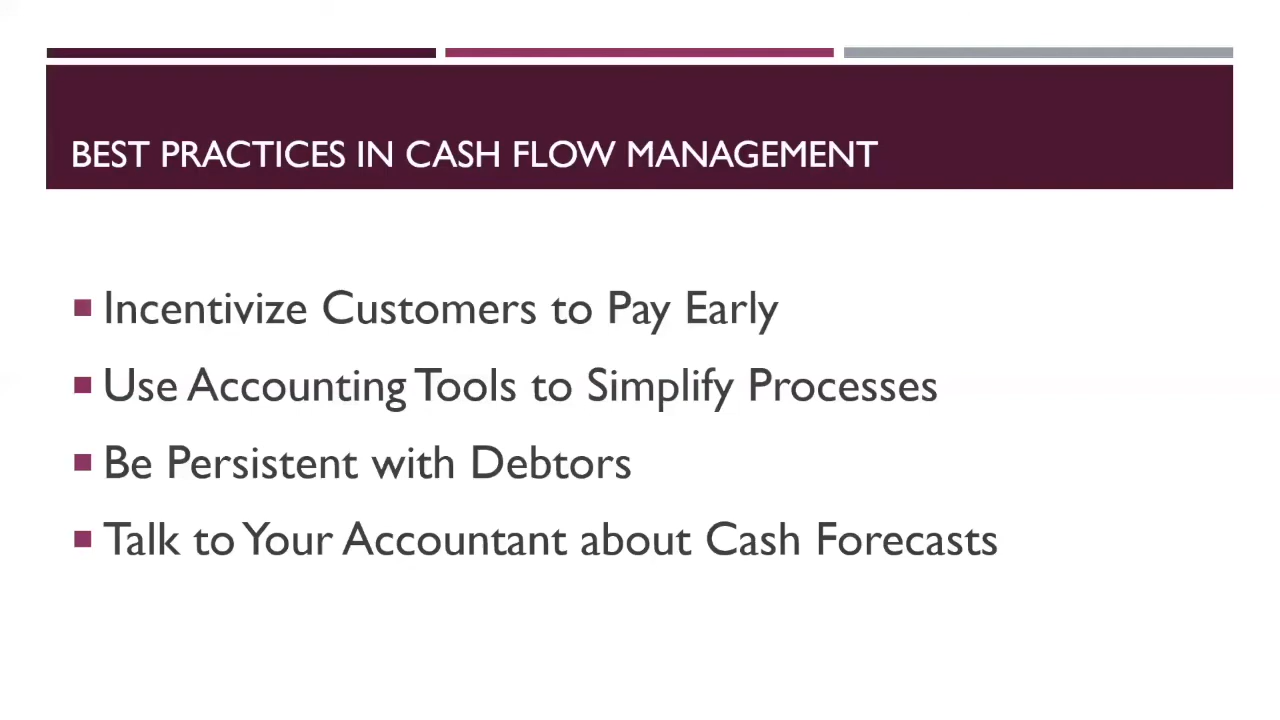 BEST PRACTICES IN CASH FLOW MANAGEMENT
Incentivize Customers to Pay Early
Use Accounting Tools to Simplify Processes
Be Persistent with Debtors
Talk to Your Accountant about Cash Forecasts